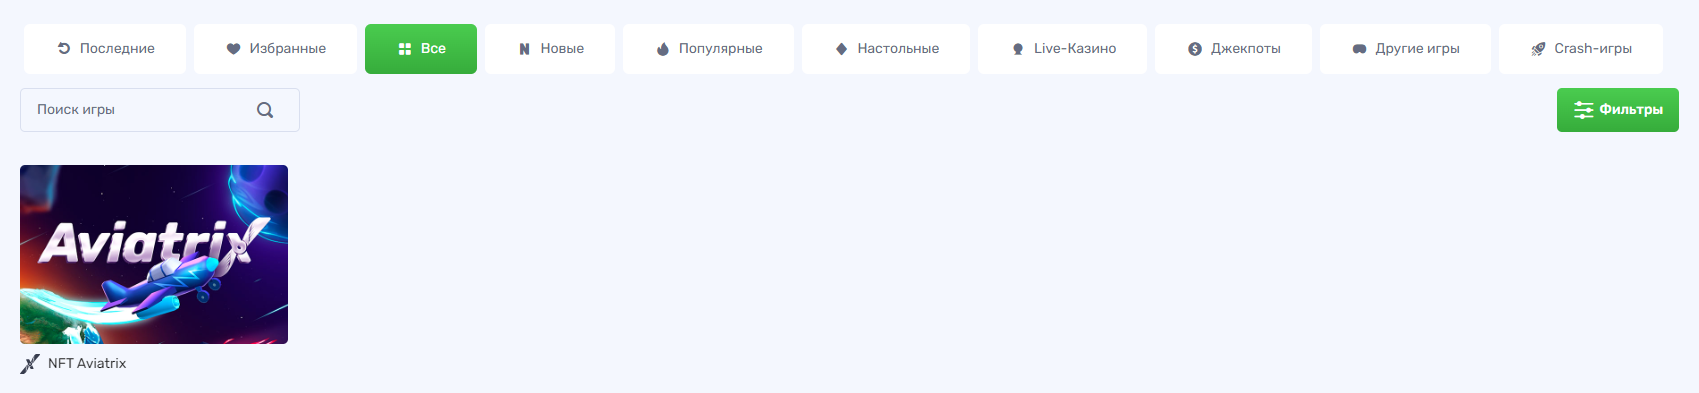 Последние
Избранные
Все
Новые
Популярные
Настольные
Live-Казино
Джекпоты
Другие игры
Crash-игры
Поиск игры
Фильтры
Aviatrix
NFT Aviatrix